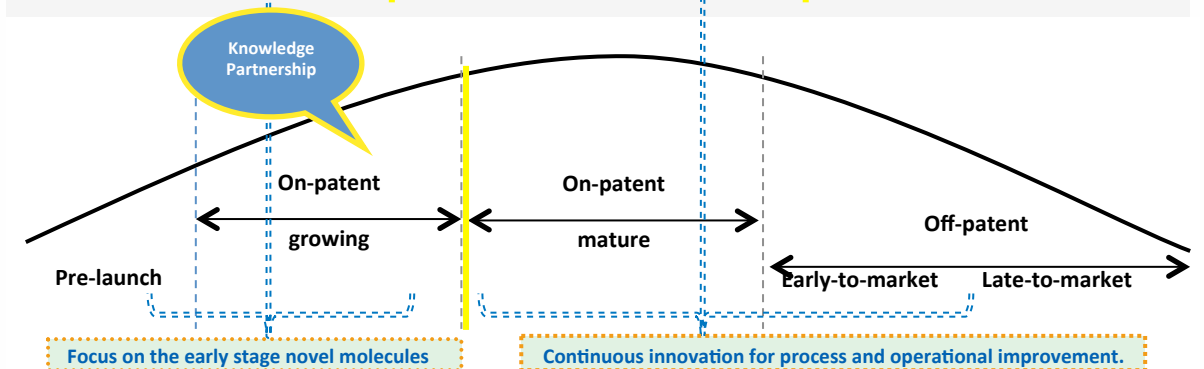 Knowledge
Partnership
On-patent
growing
On-patent
mature
Off-patent
Pre-launch
Early-to-market
Late-to-market
Focus on the early stage novel molecules
Continuous innovation for process and operational improvement.